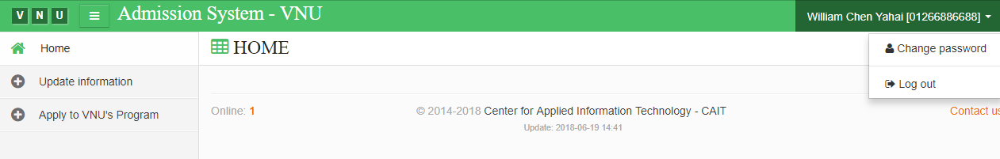 V N U Admission System - VNU William Chen Yahai [01266886688]
Home HOME Change password
Update information
Log out
Apply to VNU's Program Online: 1 © 2014-2018 Center for Applied Information Technology - CAIT Contact us
Update: 2018-06-19 14:41